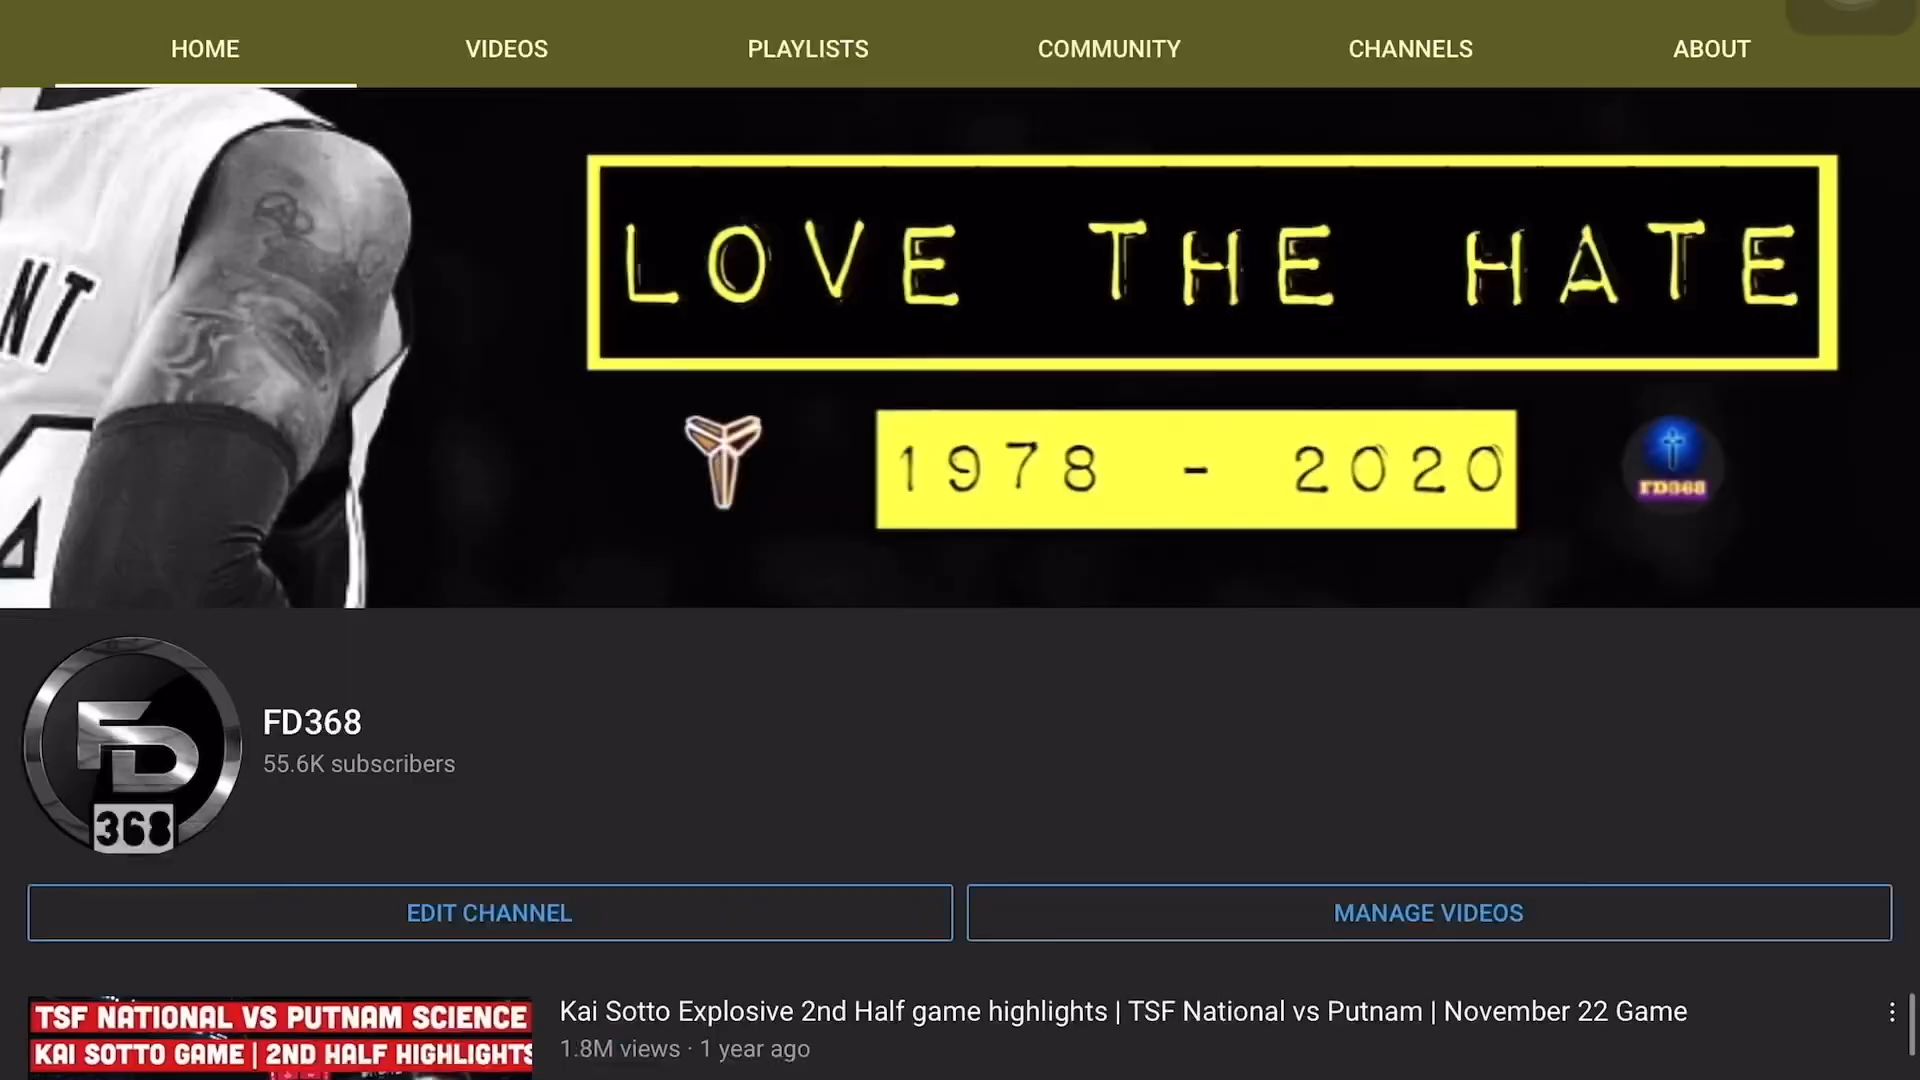 HOME VIDEOS PLAYLISTS COMMUNITY CHANNELS ABOUT
NT
LOVE THE HATE
1978 - 2020
FD368
FD
368
FD368
55.6K subscribers
EDIT CHANNEL MANAGE VIDEOS
TSF NATIONAL VS PUTNAM SCIENCE
KAI SOTTO GAME | 2ND HALF HIGHLIGHTS
Kai Sotto Explosive 2nd Half game highlights | TSF National vs Putnam | November 22 Game
1.8M views · 1 year ago